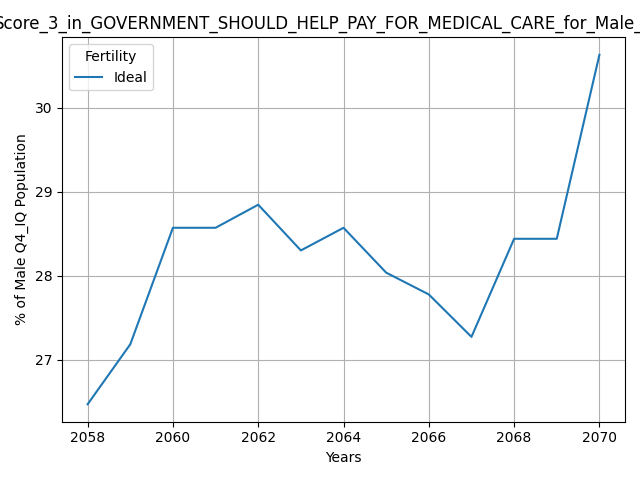 Score_3_in_GOVERNMENT_SHOULD_HELP_PAY_FOR_MEDICAL_CARE_for_Male_
Fertility
Ideal
% of Male Q4_IQ Population
30
29
28
27
2058 2060 2062 2064 2066 2068 2070
Years